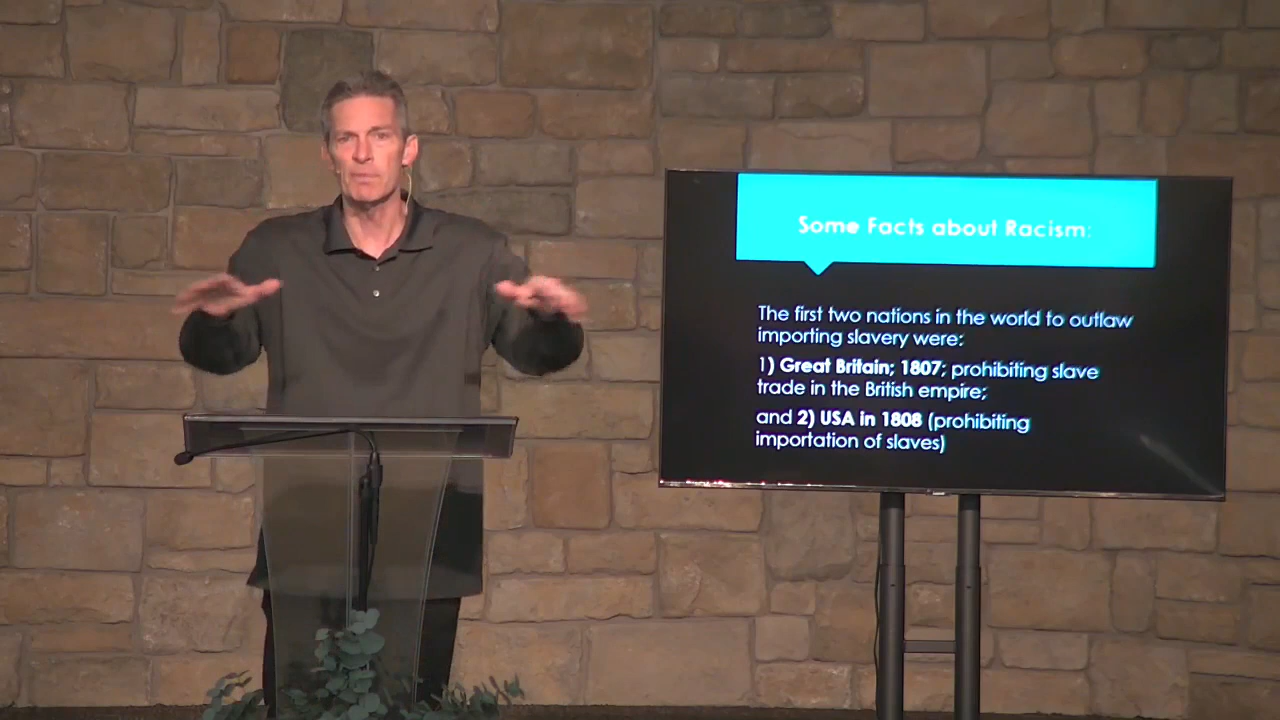 Some Facts about Racism:
The first two nations in the world to outlaw
importing slavery were:
1) Great Britain; 1807; prohibiting slave
trade in the British empire;
and 2) USA in 1808 (prohibiting
importation of slaves)